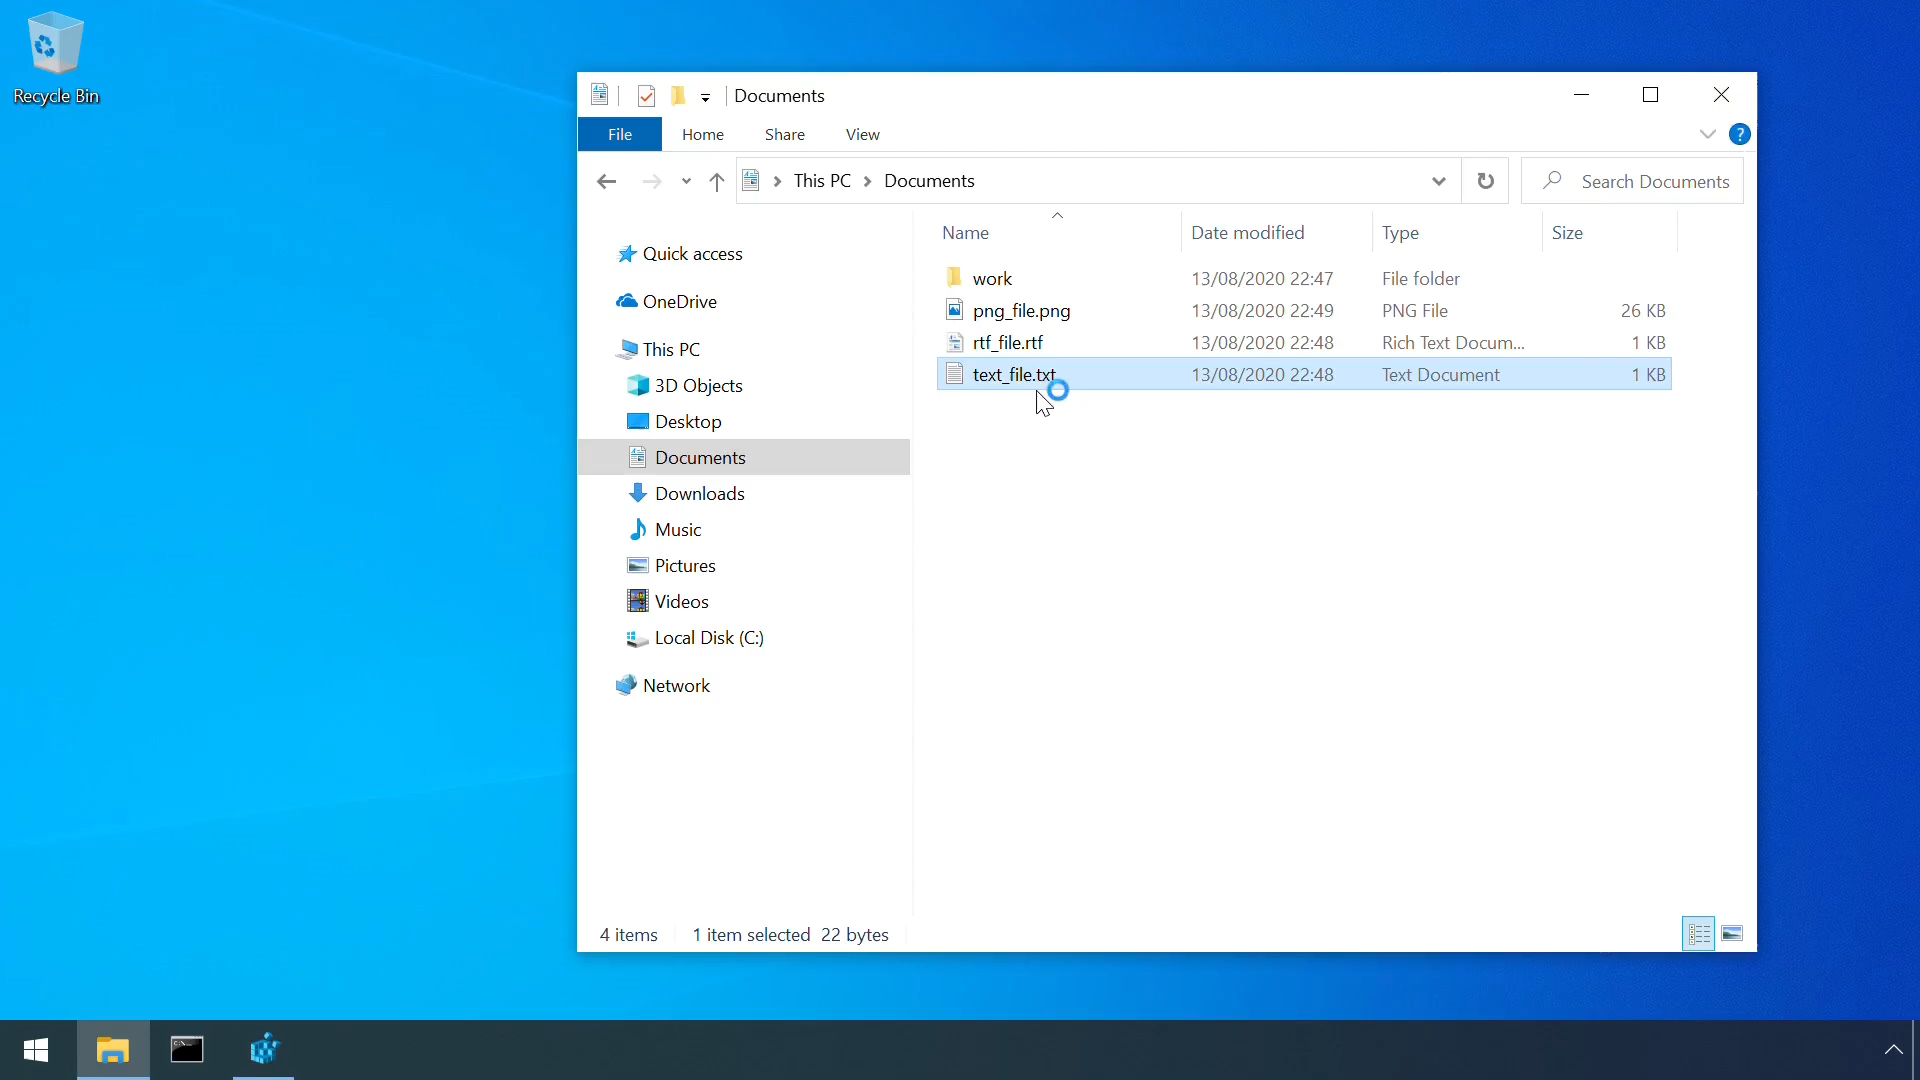 Recycle Bin
Documents
File Home Share View
This PC Documents
Search Documents
Name Date modified Type Size
Quick access
OneDrive
This PC
3D Objects
Desktop
Documents
Downloads
Music
Pictures
Videos
Local Disk (C:)
Network
work 13/08/2020 22:47 File folder
png_file.png 13/08/2020 22:49 PNG File 26 KB
rtf_file.rtf 13/08/2020 22:48 Rich Text Docum... 1 KB
text_file.txt 13/08/2020 22:48 Text Document 1 KB
4 items 1 item selected 22 bytes